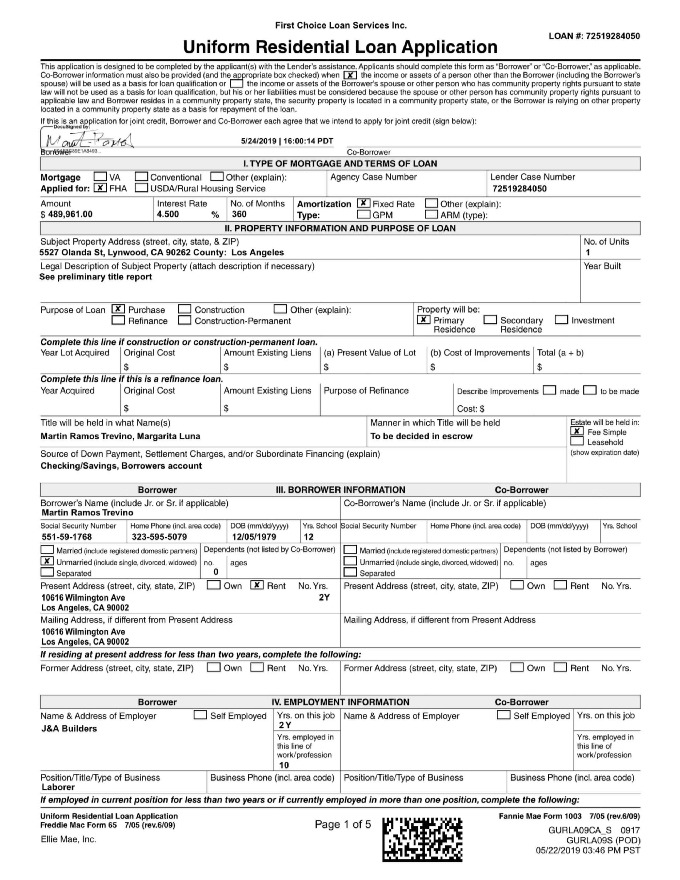 First Choice Loan Services Inc.
LOAN #: 72519284050
Uniform Residential Loan Application
This application is designed to be completed by the applicant(s) with the Lender's assistance. Applicants should complete this form as "Borrower" or "Co-Borrower," as applicable.
Co-Borrower information must also be provided (and the appropriate box checked) when X the income or assets of a person other than the Borrower (including the Borrower's
spouse) will be used as a basis for loan qualification or the income or assets of the Borrower's spouse or other person who has community property rights pursuant to state
law will not be used as a basis for loan qualification, but his or her liabilities must be considered because the spouse or other person has community property rights pursuant to
applicable law and Borrower resides in a community property state, the security property is located in a community property state, or the Borrower is relying on other property
located in a community property state as a basis for repayment of the loan.
If this is an application for joint credit, Borrower and Co-Borrower each agree that we intend to apply for joint credit (sign below):
DocuSigned by:
5/24/2019 | 16:00:14 PDT
Borrower Co-Borrower
I. TYPE OF MORTGAGE AND TERMS OF LOAN
Mortgage VA Conventional Other (explain): Agency Case Number Lender Case Number
Applied for: X FHA USDA/Rural Housing Service 72519284050
Amount Interest Rate No. of Months Amortization X Fixed Rate Other (explain):
$ 489,961.00 4.500 % 360 Type: GPM ARM (type):
II. PROPERTY INFORMATION AND PURPOSE OF LOAN
Subject Property Address (street, city, state, & ZIP) No. of Units
5527 Olanda St, Lynwood, CA 90262 County: Los Angeles 1
Legal Description of Subject Property (attach description if necessary) Year Built
See preliminary title report
Purpose of Loan X Purchase Construction Other (explain): Property will be:
Refinance Construction-Permanent X Primary Residence Secondary Residence Investment
Complete this line if construction or construction-permanent loan.
Year Lot Acquired Original Cost Amount Existing Liens (a) Present Value of Lot (b) Cost of Improvements Total (a + b)
$ $ $ $ $
Complete this line if this is a refinance loan.
Year Acquired Original Cost Amount Existing Liens Purpose of Refinance Describe Improvements made to be made
$ $ Cost: $
Title will be held in what Name(s) Manner in which Title will be held Estate will be held in:
Martin Ramos Trevino, Margarita Luna To be decided in escrow X Fee Simple
Leasehold
Source of Down Payment, Settlement Charges, and/or Subordinate Financing (explain) (show expiration date)
Checking/Savings, Borrowers account
Borrower III. BORROWER INFORMATION Co-Borrower
Borrower's Name (include Jr. or Sr. if applicable) Co-Borrower's Name (include Jr. or Sr. if applicable)
Martin Ramos Trevino
Social Security Number Home Phone (incl. area code) DOB (mm/dd/yyyy) Yrs. School Social Security Number Home Phone (incl. area code) DOB (mm/dd/yyyy) Yrs. School
551-59-1768 323-595-5079 12/05/1979 12
Married (include registered domestic partners) Dependents (not listed by Co-Borrower) Married (include registered domestic partners) Dependents (not listed by Borrower)
X Unmarried (include single, divorced, widowed) no. ages Unmarried (include single, divorced, widowed) no. ages
Separated 0 Separated
Present Address (street, city, state, ZIP) Own X Rent No. Yrs. Present Address (street, city, state, ZIP) Own Rent No. Yrs.
10616 Wilmington Ave 2Y
Los Angeles, CA 90002
Mailing Address, if different from Present Address Mailing Address, if different from Present Address
10616 Wilmington Ave
Los Angeles, CA 90002
If residing at present address for less than two years, complete the following:
Former Address (street, city, state, ZIP) Own Rent No. Yrs. Former Address (street, city, state, ZIP) Own Rent No. Yrs.
Borrower IV. EMPLOYMENT INFORMATION Co-Borrower
Name & Address of Employer Self Employed Yrs. on this job Name & Address of Employer Self Employed Yrs. on this job
J&A Builders 2 Y
Yrs. employed in Yrs. employed in
this line of this line of
work/profession work/profession
10
Position/Title/Type of Business Business Phone (incl. area code) Position/Title/Type of Business Business Phone (incl. area code)
Laborer
If employed in current position for less than two years or if currently employed in more than one position, complete the following:
Uniform Residential Loan Application Fannie Mae Form 1003 7/05 (rev.6/09)
Freddie Mac Form 65 7/05 (rev.6/09) Page 1 of 5 GURLA09CA_S 0917
Ellie Mae, Inc. GURLA09S (POD)
05/22/2019 03:46 PM PST